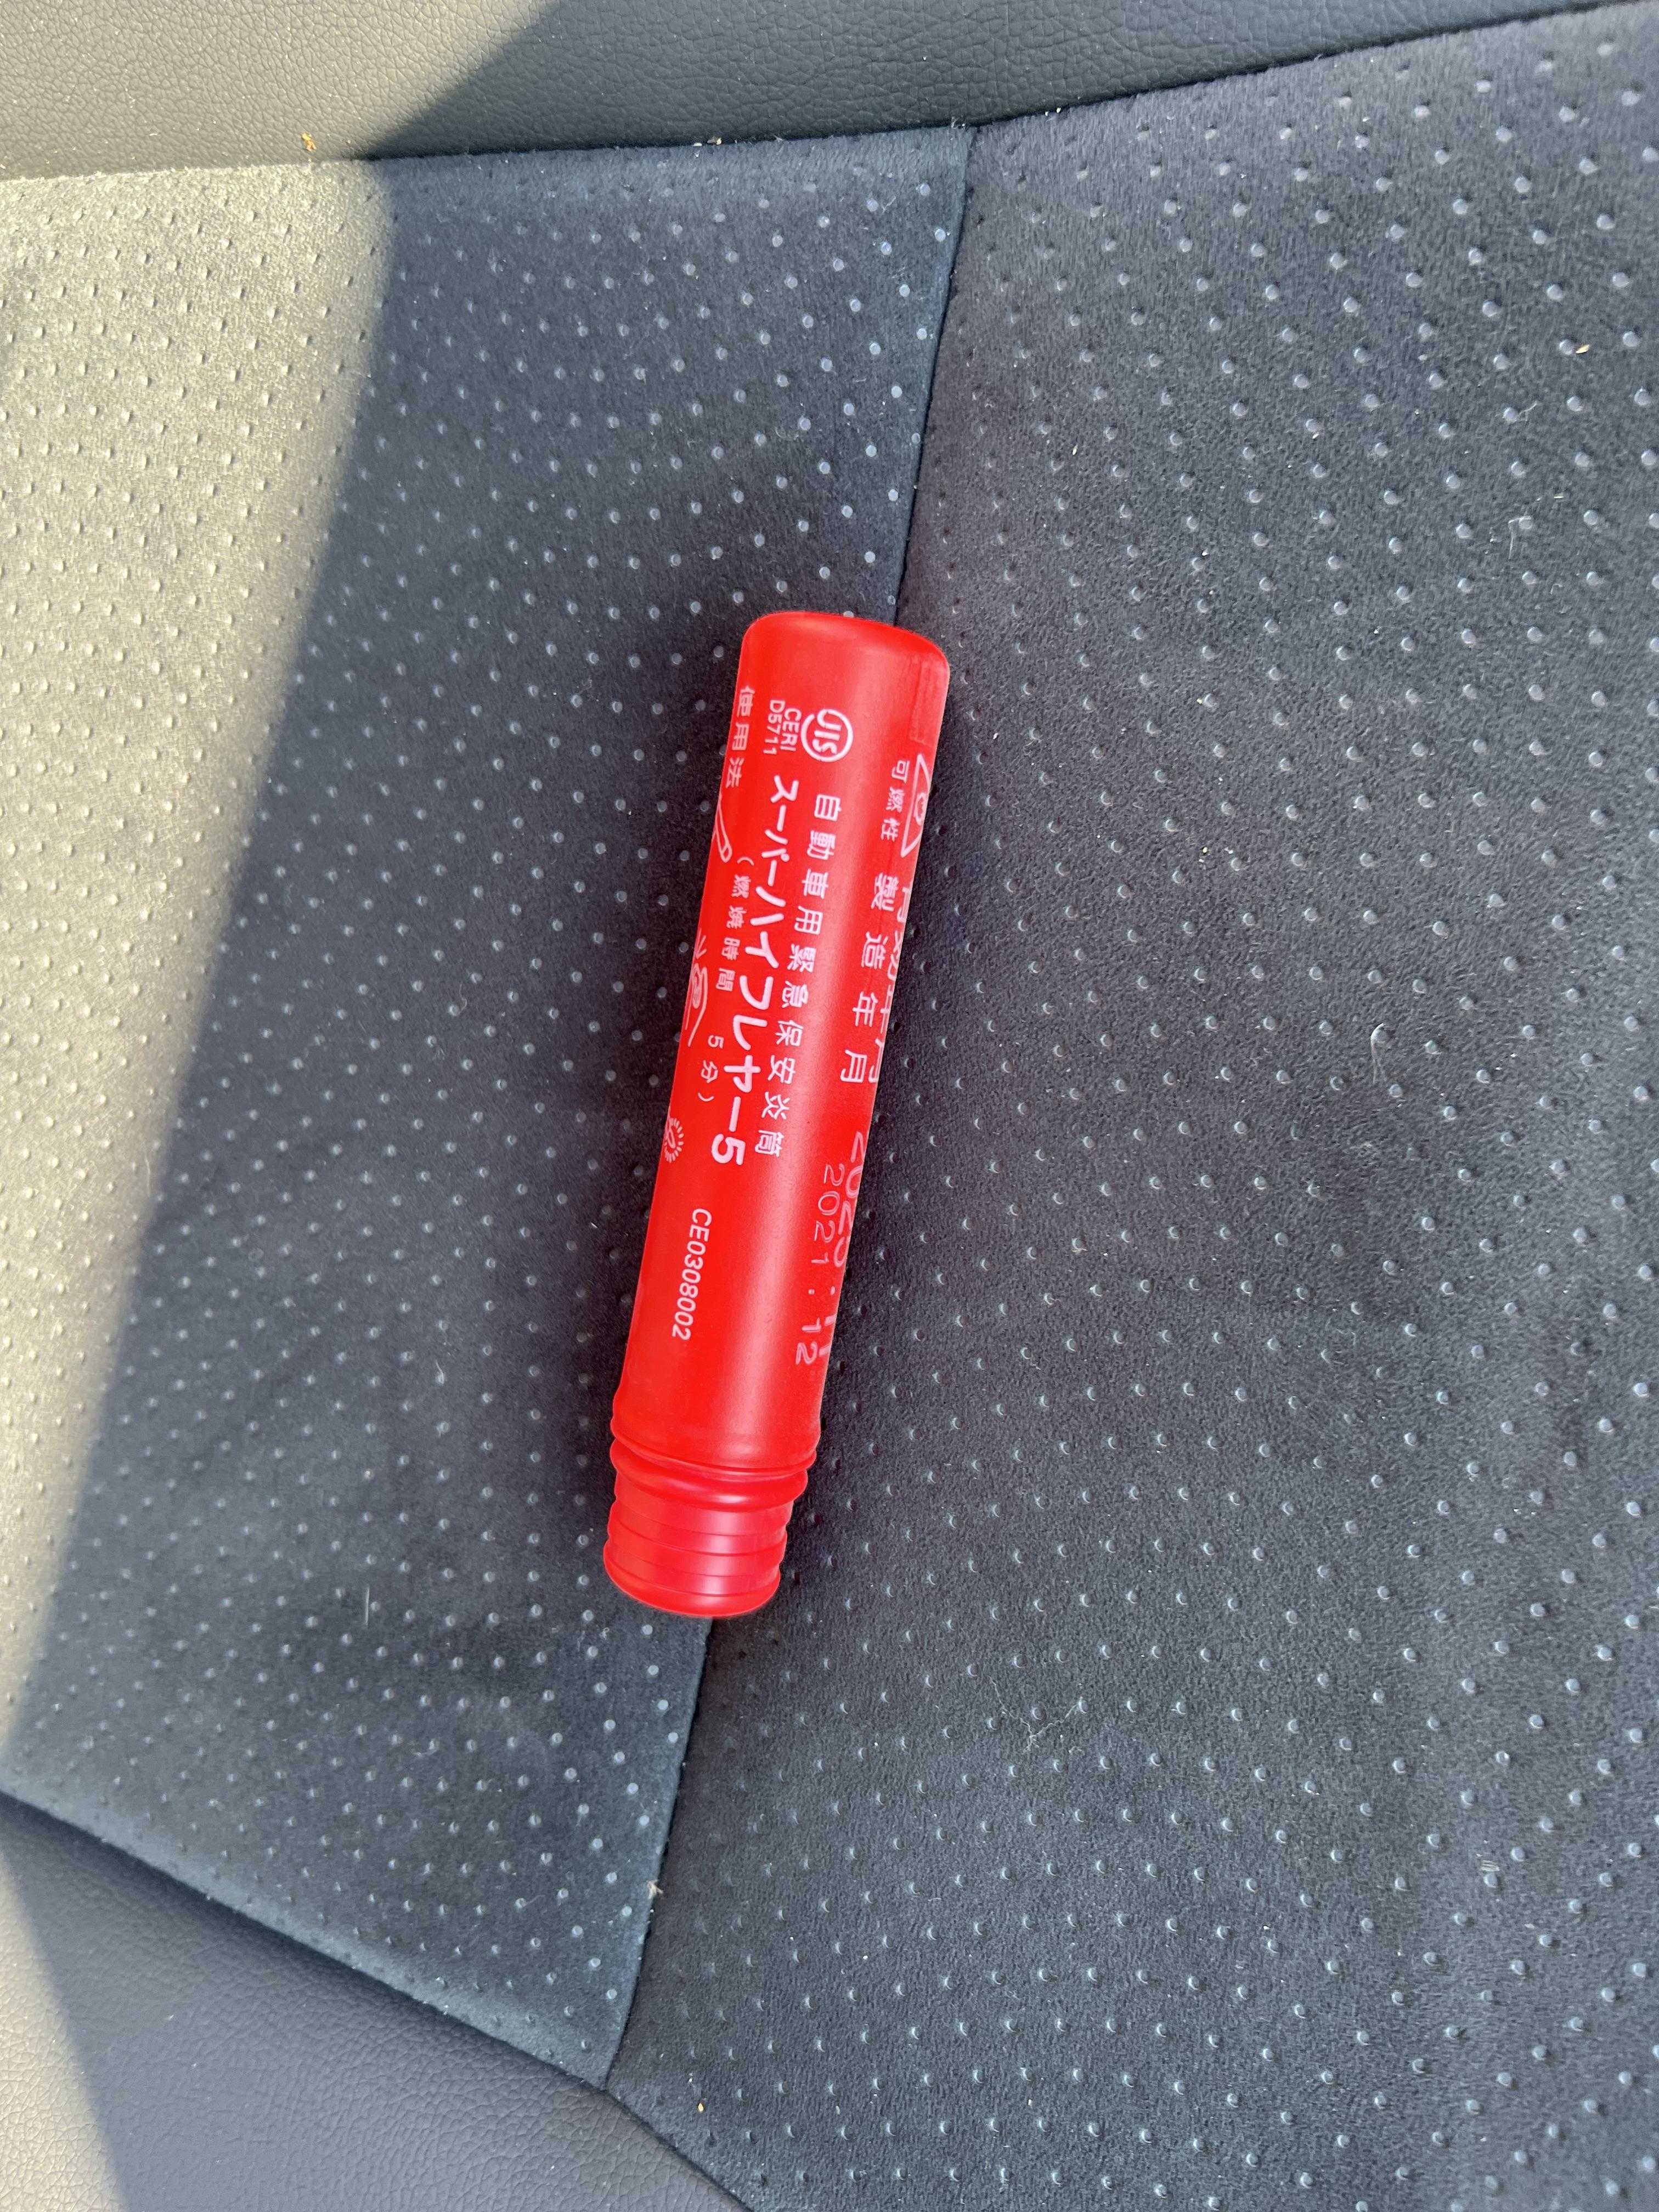 可燃性
製造年月 2021.12
JIS
CERI
D5711
自動車用緊急保安炎筒
スーパーハイフレヤー5
(燃焼時間 5分)
CE0308002
使用法